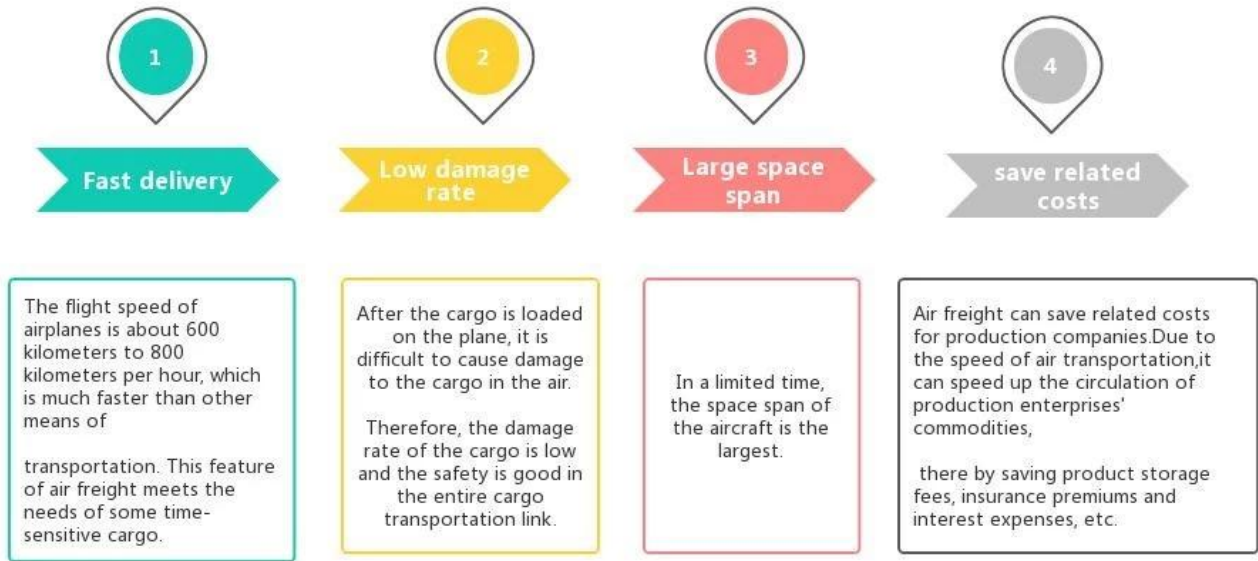 1
Fast delivery
The flight speed of
airplanes is about 600
kilometers to 800
kilometers per hour, which
is much faster than other
means of
transportation. This feature
of air freight meets the
needs of some time-
sensitive cargo.
2
Low damage
rate
After the cargo is loaded
on the plane, it is
difficult to cause damage
to the cargo in the air.
Therefore, the damage
rate of the cargo is low
and the safety is good in
the entire cargo
transportation link.
3
Large space
span
In a limited time,
the space span of
the aircraft is the
largest.
4
save related
costs
Air freight can save related costs
for production companies.Due to
the speed of air transportation,it
can speed up the circulation of
production enterprises'
commodities,
there by saving product storage
fees, insurance premiums and
interest expenses, etc.